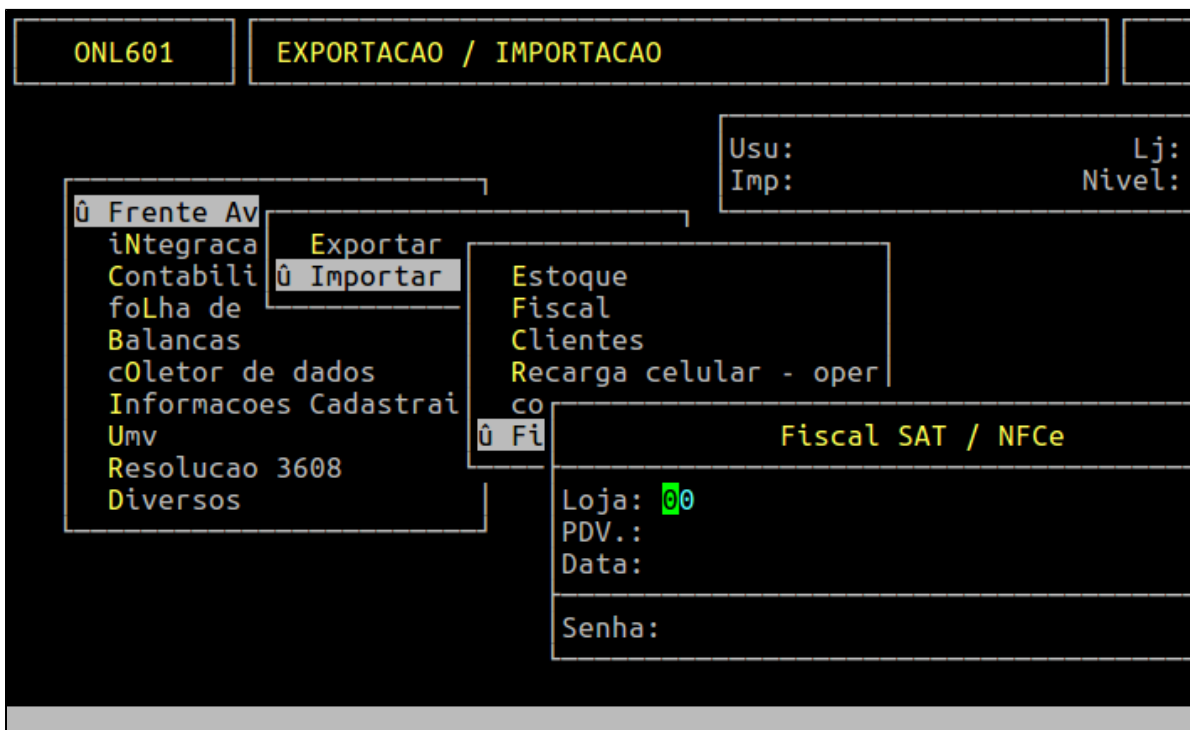 ONL601 EXPORTACAO / IMPORTACAO
Usu: Lj:
Imp: Nivel:
û Frente Av
iNtegraca Exportar
Contabili û Importar Estoque
foLha de Fiscal
Balancas Clientes
cOletor de dados Recarga celular - oper
Informacoes Cadastrai co
Umv û Fi Fiscal SAT / NFCe
Resolucao 3608
Diversos Loja: 00
PDV.:
Data:
Senha: